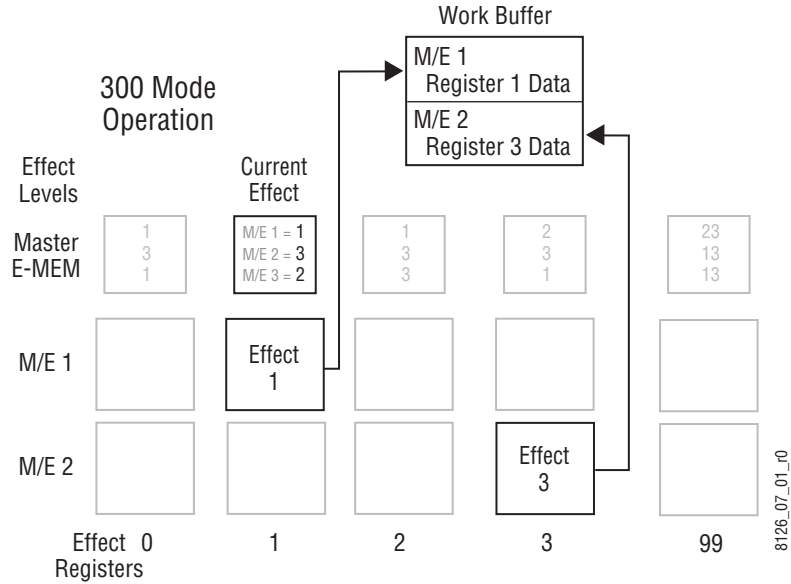 Work Buffer
M/E 1
Register 1 Data
M/E 2
Register 3 Data
300 Mode
Operation
Effect
Levels
Current
Effect
Master
E-MEM
1
3
1
M/E 1 = 1
M/E 2 = 3
M/E 3 = 2
1
3
3
2
3
1
23
13
13
M/E 1
Effect
1
M/E 2
Effect
3
Effect 0 1 2 3 99
Registers
8126_07_01_r0